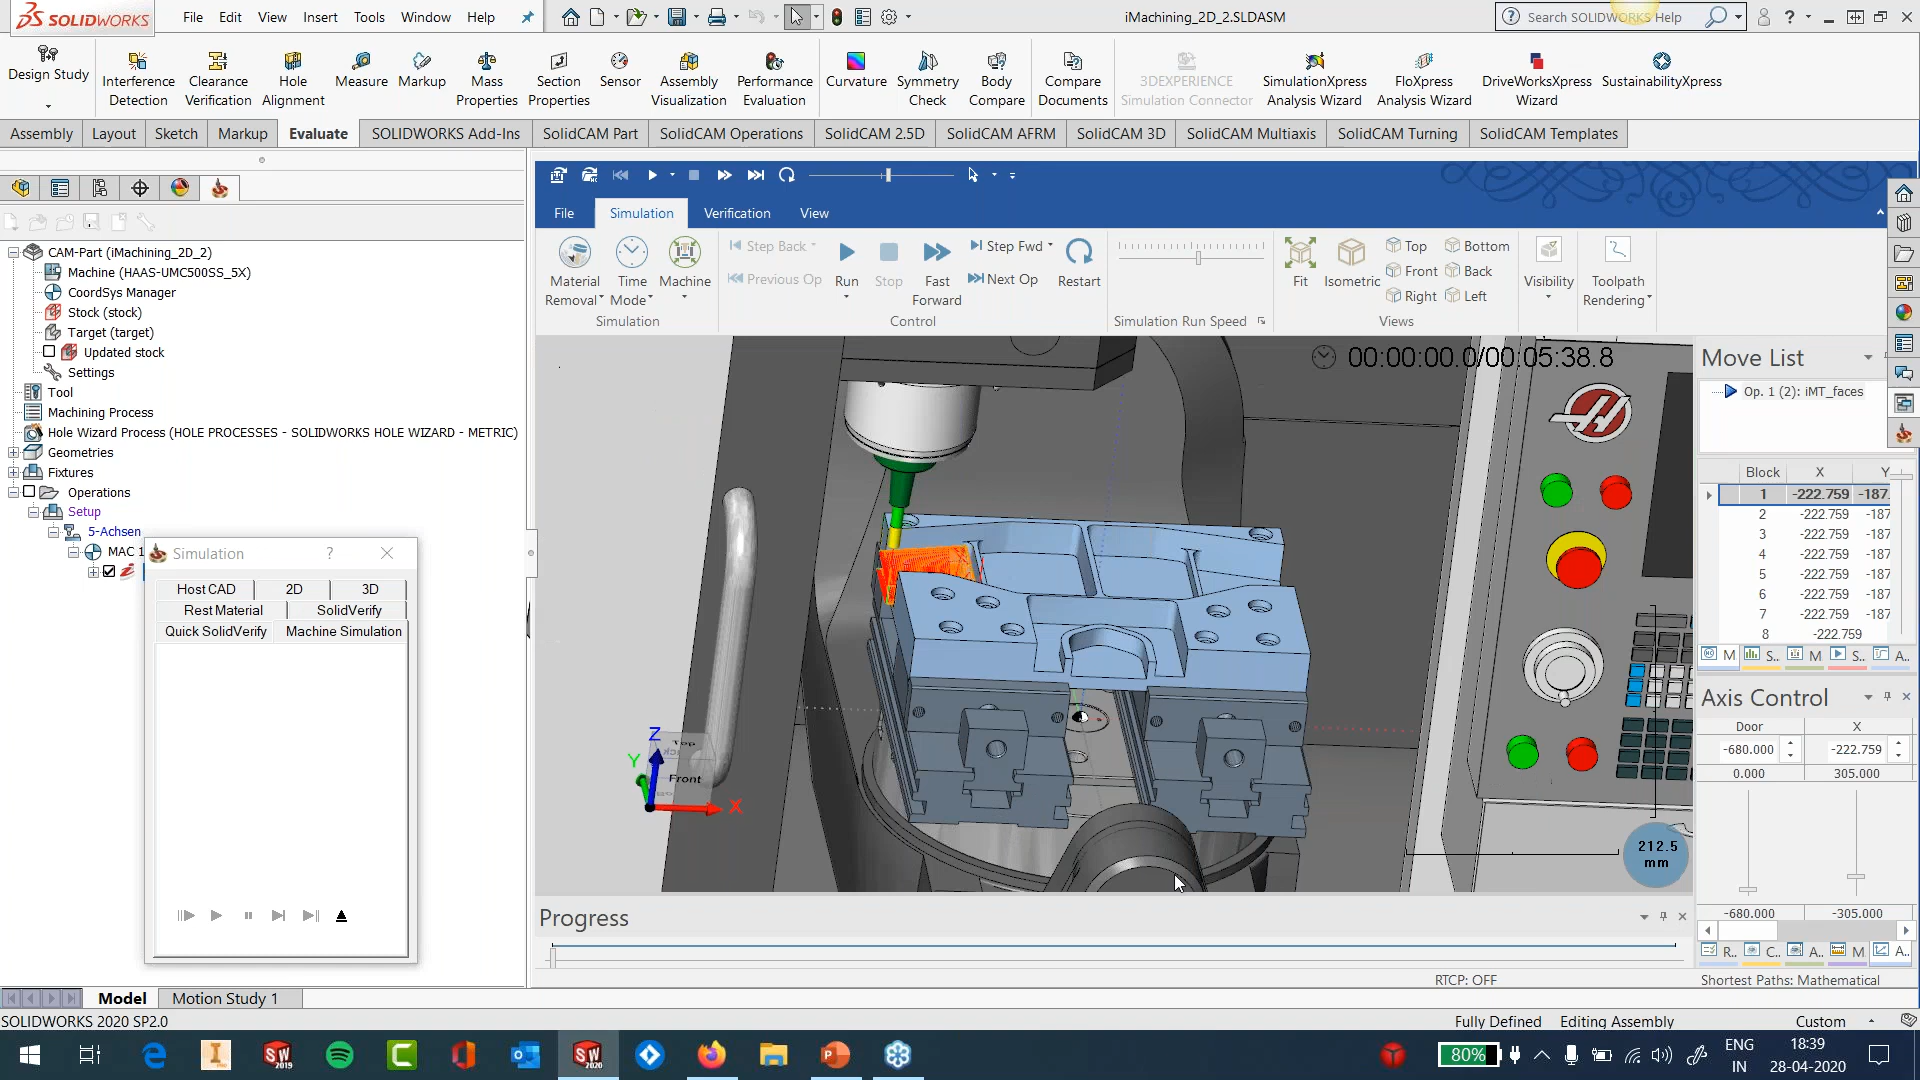 SOLIDWORKS
File Edit View Insert Tools Window Help
iMachining_2D_2.SLDASM
Search SOLIDWORKS Help
Design Study
Interference Detection
Clearance Verification
Hole Alignment
Measure
Markup
Mass Properties
Section Properties
Sensor
Assembly Visualization
Performance Evaluation
Curvature
Symmetry Check
Body Compare
Compare Documents
3DEXPERIENCE Simulation Connector
SimulationXpress Analysis Wizard
FloXpress Analysis Wizard
DriveWorksXpress Wizard
SustainabilityXpress
Assembly Layout Sketch Markup Evaluate SOLIDWORKS Add-Ins SolidCAM Part SolidCAM Operations SolidCAM 2.5D SolidCAM AFRM SolidCAM 3D SolidCAM Multiaxis SolidCAM Turning SolidCAM Templates
CAM-Part (iMachining_2D_2)
Machine (HAAS-UMC500SS_5X)
CoordSys Manager
Stock (stock)
Target (target)
Updated stock
Settings
Tool
Machining Process
Hole Wizard Process (HOLE PROCESSES - SOLIDWORKS HOLE WIZARD - METRIC)
Geometries
Fixtures
Operations
Setup
5-Achsen
MAC 1
Simulation ?
Host CAD 2D 3D
Rest Material SolidVerify
Quick SolidVerify Machine Simulation
File Simulation Verification View
Material Removal
Time Mode
Machine
Simulation
Step Back
Previous Op
Run
Stop
Fast Forward
Step Fwd
Next Op
Restart
Control
Simulation Run Speed
Fit
Isometric
Top Bottom
Front Back
Right Left
Views
Visibility
Toolpath Rendering
00:00:00.0/00:05:38.8
Z
Y
X
Top
Front
212.5 mm
Move List
Op. 1 (2): iMT_faces
Block X Y
1 -222.759 -187.
2 -222.759 -187
3 -222.759 -187
4 -222.759 -187
5 -222.759 -187
6 -222.759 -187
7 -222.759 -187
8 -222.759
M S.. M S.. A..
Axis Control
Door X
-680.000 -222.759
0.000 305.000
-680.000 -305.000
R.. C.. A.. M A..
Progress
RTCP: OFF
Shortest Paths: Mathematical
Model Motion Study 1
SOLIDWORKS 2020 SP2.0
Fully Defined Editing Assembly Custom
SW 2019
SW 2020
80%
ENG IN
18:39
28-04-2020